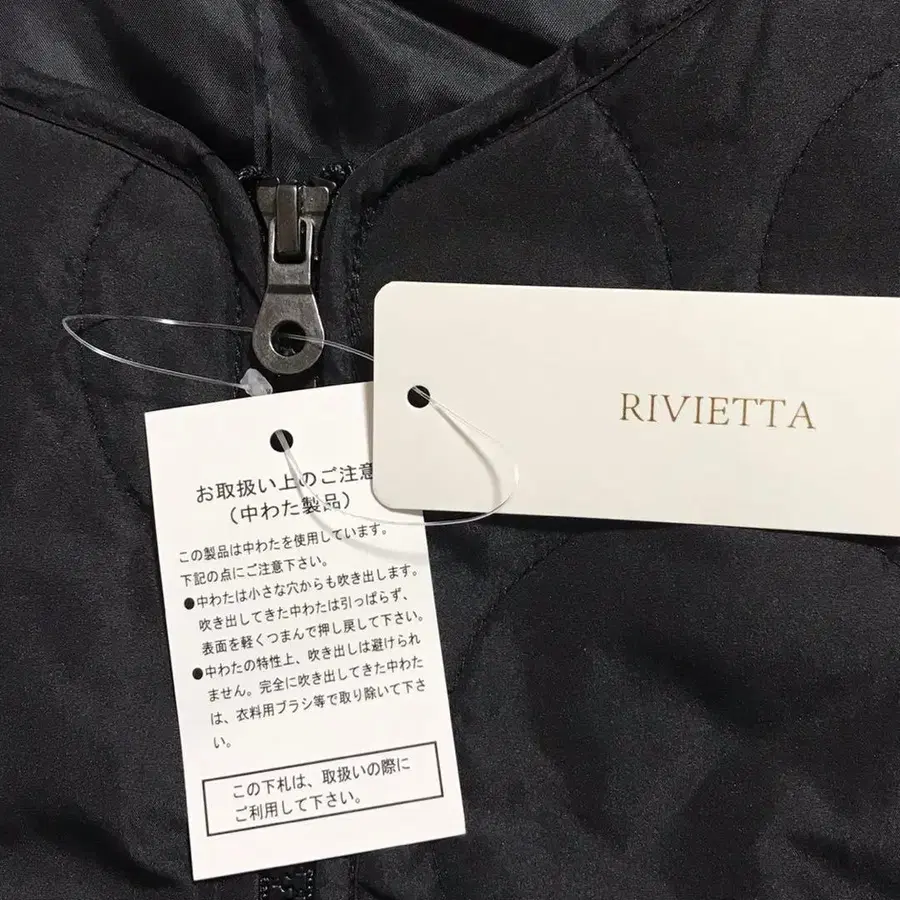 RIVIETTA
お取扱い上のご注意
（中わた製品）
この製品は中わたを使用しています。
下記の点にご注意下さい。
●中わたは小さな穴からも吹き出します。
吹き出してきた中わたは引っぱらず、
表面を軽くつまんで押し戻して下さい。
●中わたの特性上、吹き出しは避けられ
ません。完全に吹き出してきた中わた
は、衣料用ブラシ等で取り除いて下さ
い。
この下札は、取扱いの際に
ご利用して下さい。